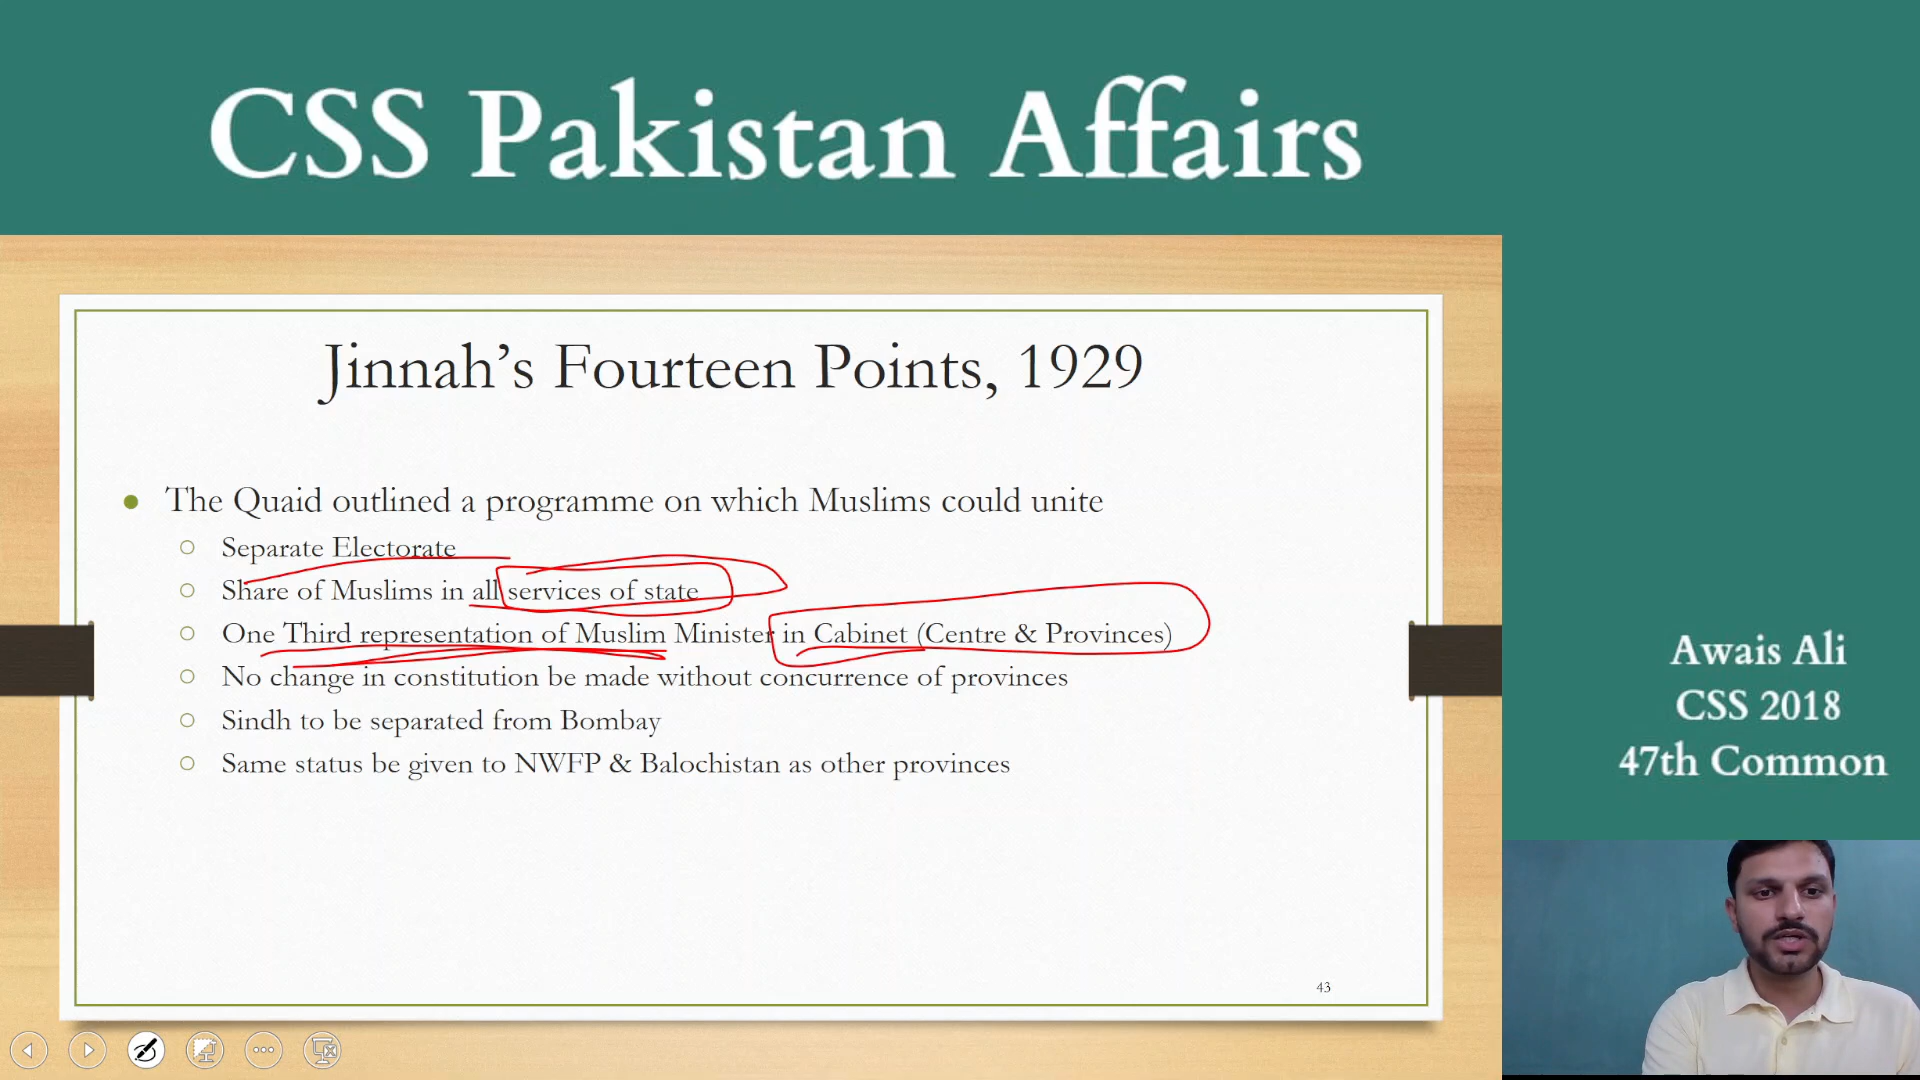 CSS Pakistan Affairs
Jinnah’s Fourteen Points, 1929
The Quaid outlined a programme on which Muslims could unite
Separate Electorate
Share of Muslims in all services of state
One Third representation of Muslim Minister in Cabinet (Centre & Provinces)
No change in constitution be made without concurrence of provinces
Sindh to be separated from Bombay
Same status be given to NWFP & Balochistan as other provinces
43
Awais Ali
CSS 2018
47th Common